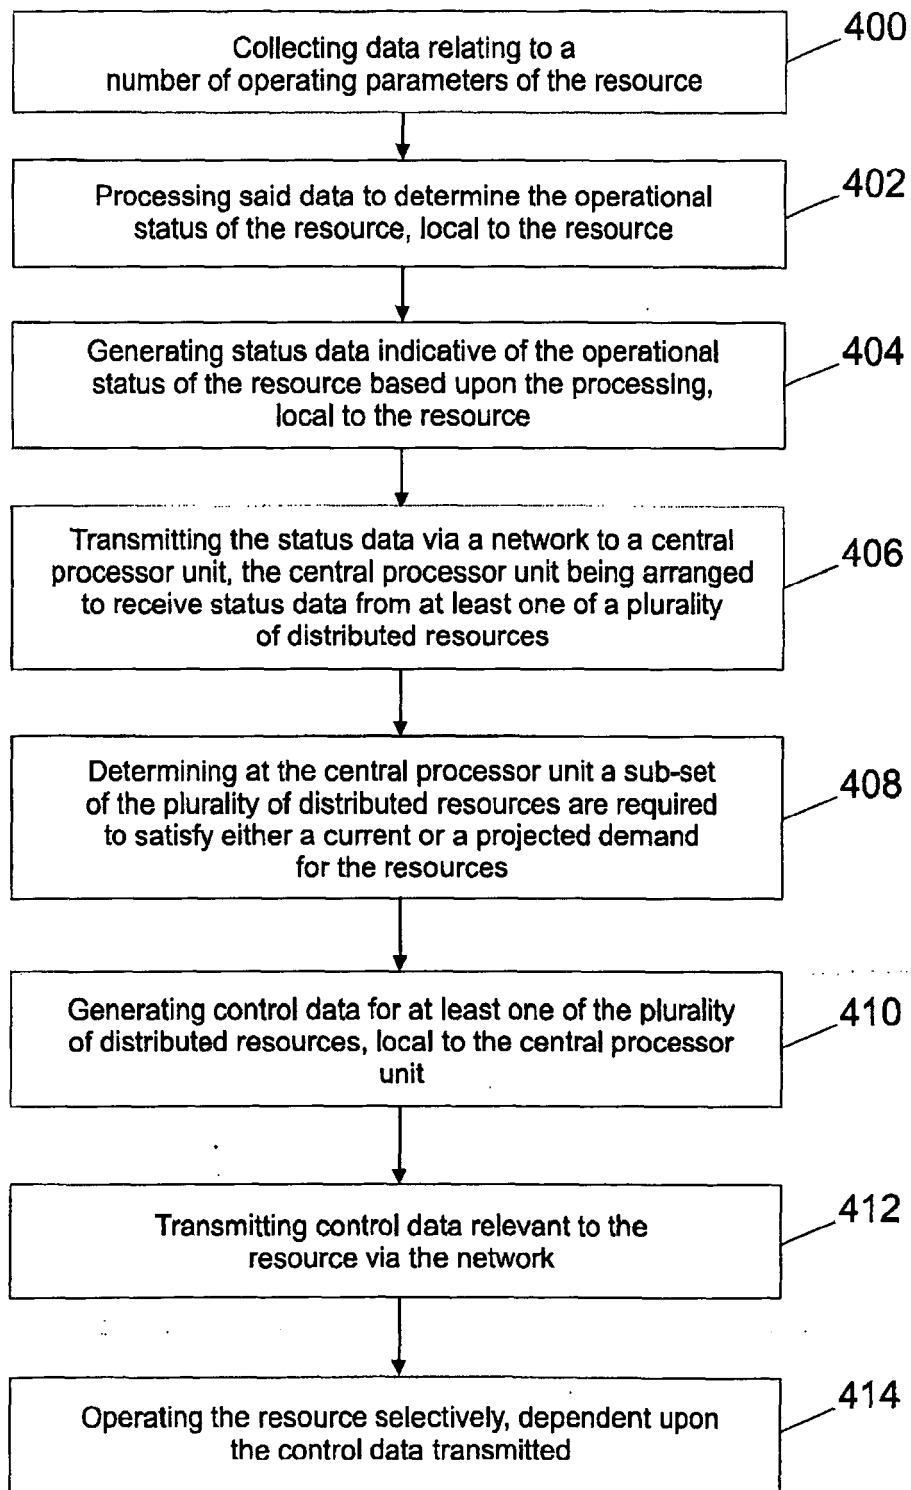 400
Collecting data relating to a
number of operating parameters of the resource
402
Processing said data to determine the operational
status of the resource, local to the resource
404
Generating status data indicative of the operational
status of the resource based upon the processing,
local to the resource
406
Transmitting the status data via a network to a central
processor unit, the central processor unit being arranged
to receive status data from at least one of a plurality
of distributed resources
408
Determining at the central processor unit a sub-set
of the plurality of distributed resources are required
to satisfy either a current or a projected demand
for the resources
410
Generating control data for at least one of the plurality
of distributed resources, local to the central processor
unit
412
Transmitting control data relevant to the
resource via the network
414
Operating the resource selectively, dependent upon
the control data transmitted